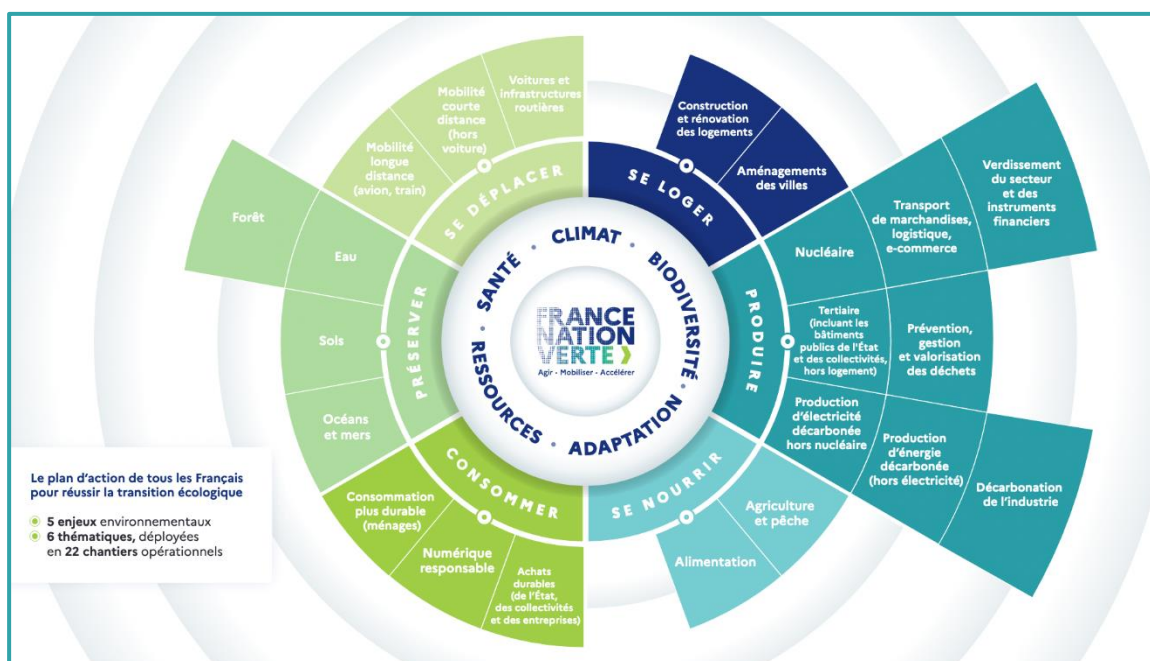 Voitures et
infrastructures
routières
Mobilité
courte
distance
(hors
voiture)
Mobilité
longue
distance
(avion, train)
SE DÉPLACER
Construction
et rénovation
des logements
Aménagements
des villes
SE LOGER
Verdissement
du secteur
et des
instruments
financiers
Transport
de marchandises,
logistique,
e-commerce
Nucléaire
Tertiaire
(incluant les
bâtiments
publics de l'État
et des collectivités,
hors logement)
Prévention,
gestion
et valorisation
des déchets
Production
d'électricité
décarbonée
hors nucléaire
Production
d'énergie
décarbonée
(hors électricité)
Décarbonation
de l'industrie
PRODUIRE
SE NOURRIR
Agriculture
et pêche
Alimentation
CONSOMMER
Consommation
plus durable
(ménages)
Numérique
responsable
Achats
durables
(de l'État,
des collectivités
et des entreprises)
PRÉSERVER
Forêt
Eau
Sols
Océans
et mers
SANTÉ · CLIMAT · BIODIVERSITÉ · ADAPTATION · RESSOURCES ·
FRANCE
NATION
VERTE
Agir · Mobiliser · Accélérer
Le plan d'action de tous les Français
pour réussir la transition écologique
5 enjeux environnementaux
6 thématiques, déployées
en 22 chantiers opérationnels